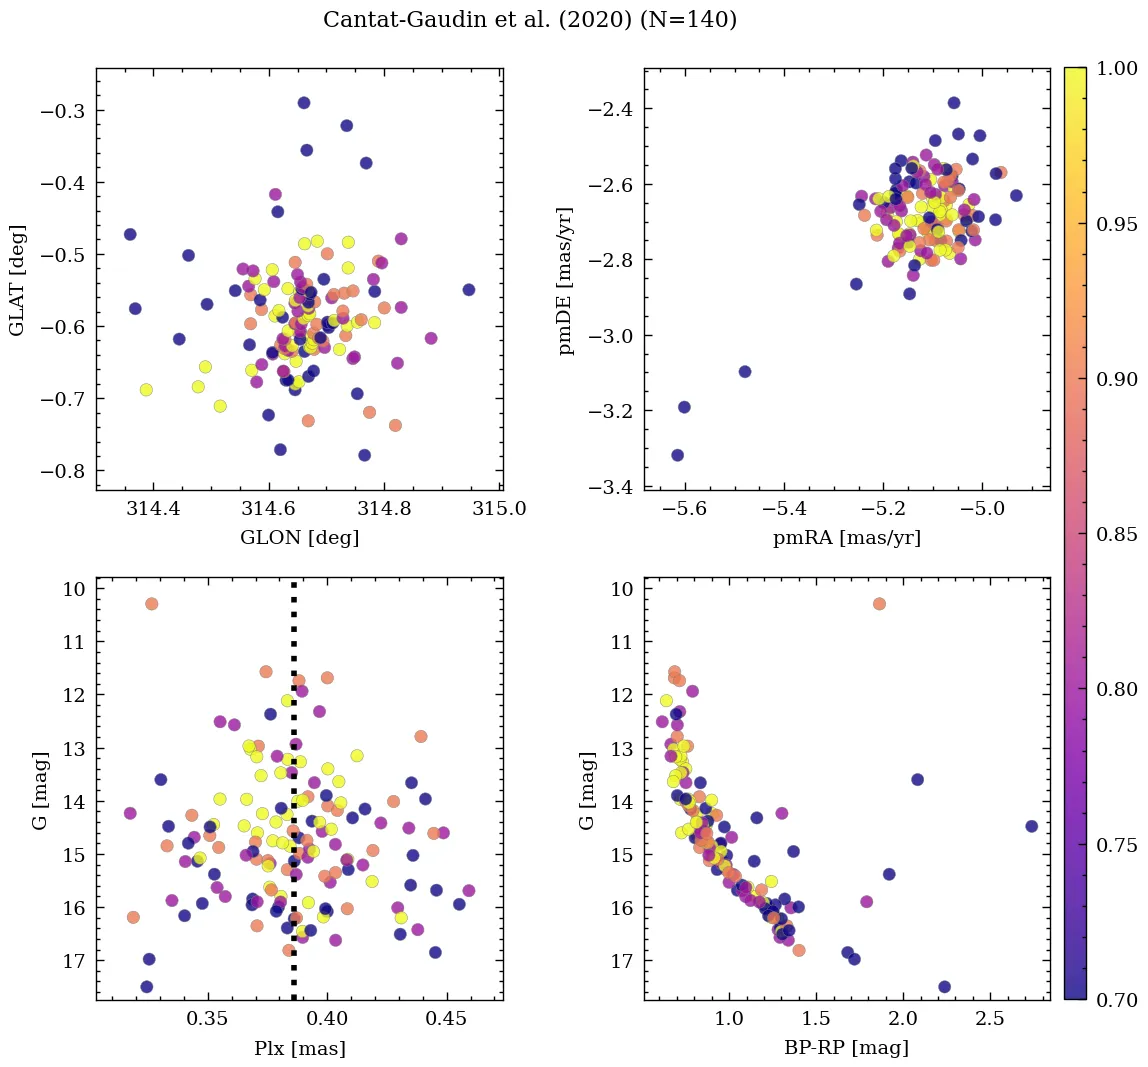 Cantat-Gaudin et al. (2020) (N=140)
−0.3
−0.4
−0.5
−0.6
−0.7
−0.8
GLAT [deg]
314.4 314.6 314.8 315.0
GLON [deg]
−2.4
−2.6
−2.8
−3.0
−3.2
−3.4
pmDE [mas/yr]
−5.6 −5.4 −5.2 −5.0
pmRA [mas/yr]
1.00
0.95
0.90
0.85
0.80
0.75
0.70
10
11
12
13
14
15
16
17
G [mag]
0.35 0.40 0.45
Plx [mas]
10
11
12
13
14
15
16
17
G [mag]
1.0 1.5 2.0 2.5
BP-RP [mag]